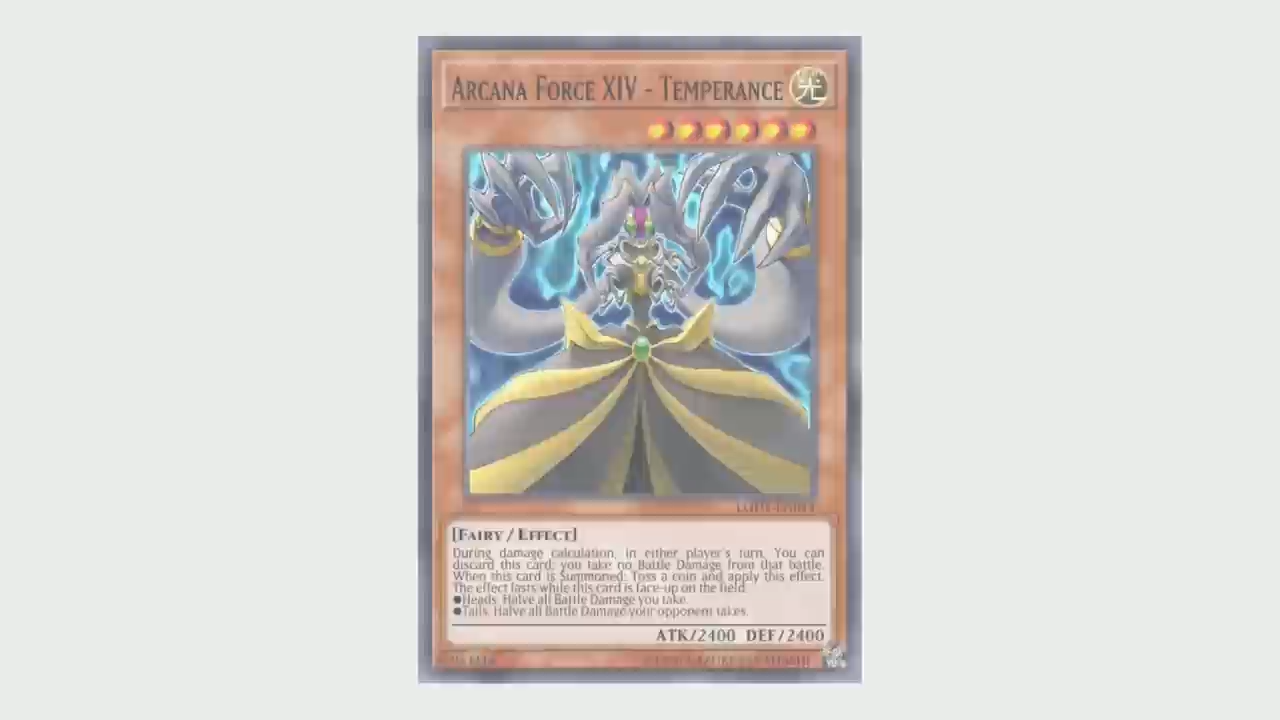 ARCANA FORCE XIV - TEMPERANCE 光
[FAIRY / EFFECT]
During damage calculation, in either player's turn: You can
discard this card; you take no Battle Damage from that battle.
When this card is Summoned: Toss a coin and apply this effect.
The effect lasts while this card is face-up on the field.
●Heads: Halve all Battle Damage you take.
●Tails: Halve all Battle Damage your opponent takes.
ATK/2400 DEF/2400